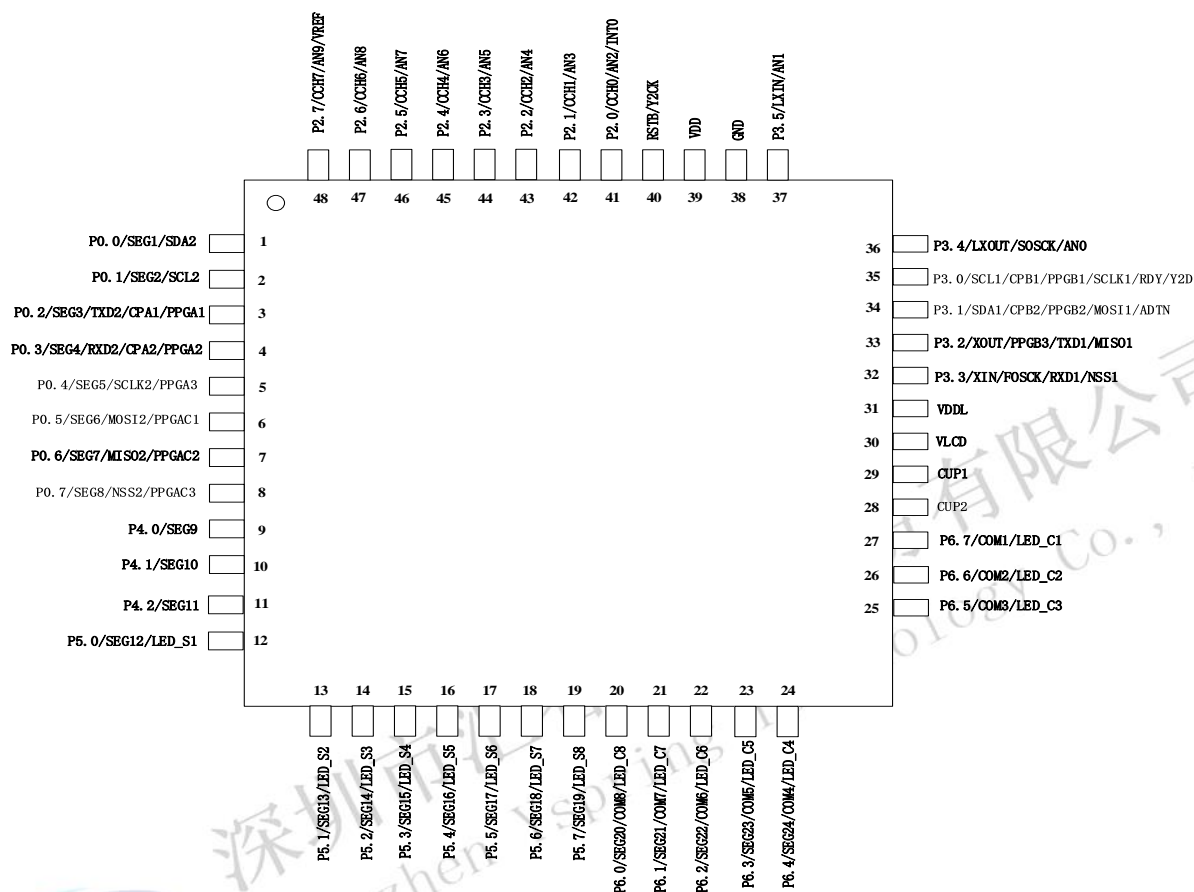 P2.7/CCH7/AN9/VREF
P2.6/CCH6/AN8
P2.5/CCH5/AN7
P2.4/CCH4/AN6
P2.3/CCH3/AN5
P2.2/CCH2/AN4
P2.1/CCH1/AN3
P2.0/CCH0/AN2/INT0
RSTB/Y2CK
VDD
GND
P3.5/LXIN/AN1
48 47 46 45 44 43 42 41 40 39 38 37
P0.0/SEG1/SDA2 1
P0.1/SEG2/SCL2 2
P0.2/SEG3/TXD2/CPA1/PPGA1 3
P0.3/SEG4/RXD2/CPA2/PPGA2 4
P0.4/SEG5/SCLK2/PPGA3 5
P0.5/SEG6/MOSI2/PPGAC1 6
P0.6/SEG7/MISO2/PPGAC2 7
P0.7/SEG8/NSS2/PPGAC3 8
P4.0/SEG9 9
P4.1/SEG10 10
P4.2/SEG11 11
P5.0/SEG12/LED_S1 12
36 P3.4/LXOUT/SOSCK/AN0
35 P3.0/SCL1/CPB1/PPGB1/SCLK1/RDY/Y2D
34 P3.1/SDA1/CPB2/PPGB2/MOSI1/ADTN
33 P3.2/XOUT/PPGB3/TXD1/MISO1
32 P3.3/XIN/FOSCK/RXD1/NSS1
31 VDDL
30 VLCD
29 CUP1
28 CUP2
27 P6.7/COM1/LED_C1
26 P6.6/COM2/LED_C2
25 P6.5/COM3/LED_C3
13 14 15 16 17 18 19 20 21 22 23 24
P5.1/SEG13/LED_S2
P5.2/SEG14/LED_S3
P5.3/SEG15/LED_S4
P5.4/SEG16/LED_S5
P5.5/SEG17/LED_S6
P5.6/SEG18/LED_S7
P5.7/SEG19/LED_S8
P6.0/SEG20/COM8/LED_C8
P6.1/SEG21/COM7/LED_C7
P6.2/SEG22/COM6/LED_C6
P6.3/SEG23/COM5/LED_C5
P6.4/SEG24/COM4/LED_C4
深圳市汇 有限公司
Vspring Co.,